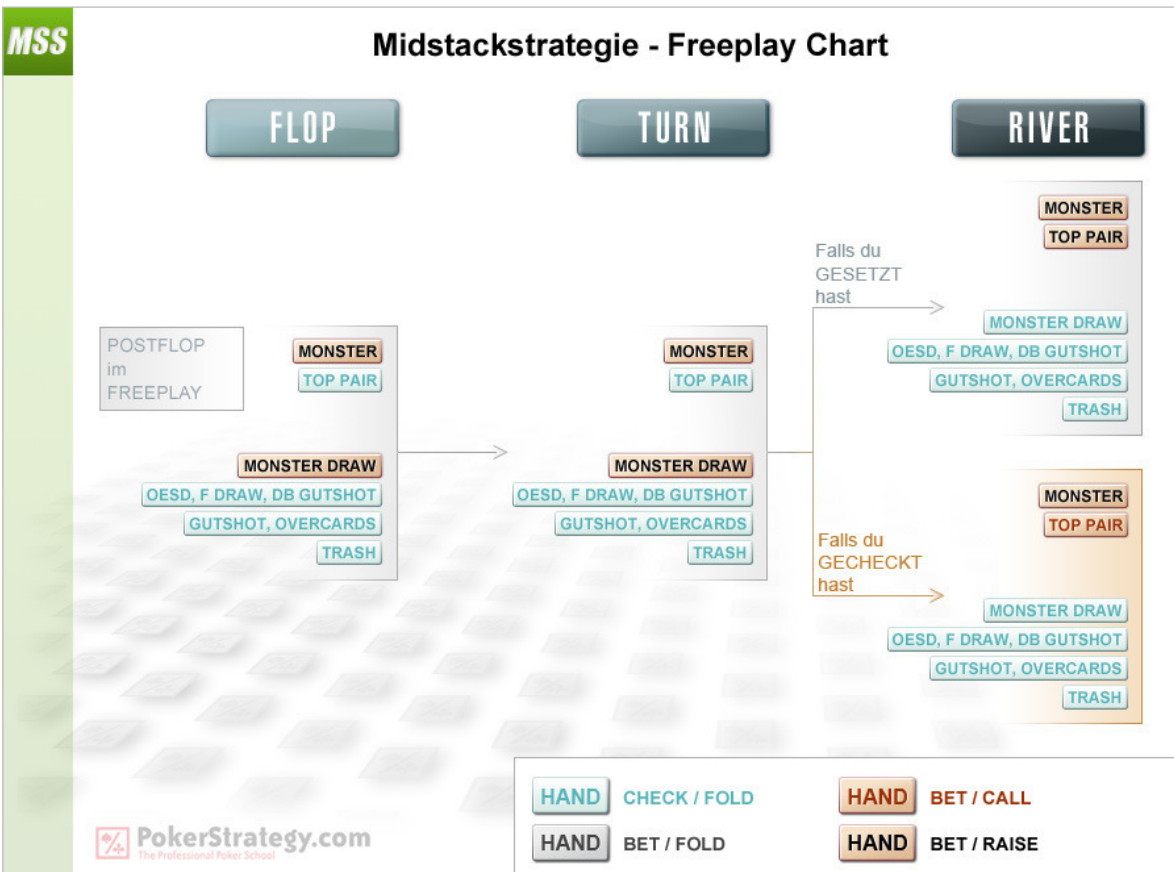 MSS
Midstackstrategie - Freeplay Chart
FLOP
TURN
RIVER
POSTFLOP
im
FREEPLAY
MONSTER
TOP PAIR
MONSTER DRAW
OESD, F DRAW, DB GUTSHOT
GUTSHOT, OVERCARDS
TRASH
MONSTER
TOP PAIR
MONSTER DRAW
OESD, F DRAW, DB GUTSHOT
GUTSHOT, OVERCARDS
TRASH
Falls du
GESETZT
hast
MONSTER
TOP PAIR
MONSTER DRAW
OESD, F DRAW, DB GUTSHOT
GUTSHOT, OVERCARDS
TRASH
Falls du
GECHECKT
hast
MONSTER
TOP PAIR
MONSTER DRAW
OESD, F DRAW, DB GUTSHOT
GUTSHOT, OVERCARDS
TRASH
HAND CHECK / FOLD
HAND BET / CALL
HAND BET / FOLD
HAND BET / RAISE
PokerStrategy.com
The Professional Poker School